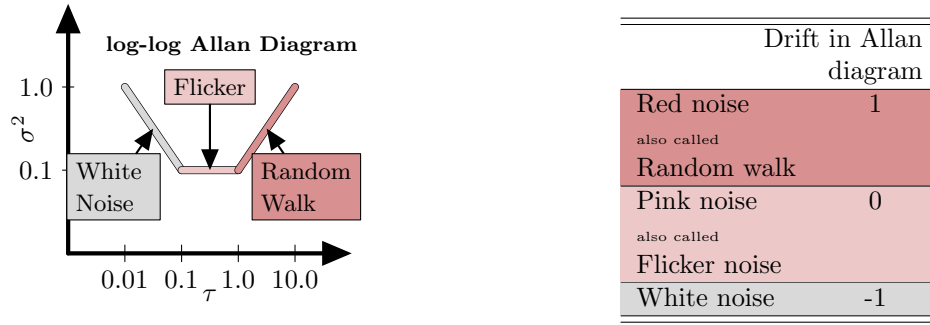 log-log Allan Diagram
Flicker
1.0
σ²
0.1
White
Noise
Random
Walk
0.01 0.1 τ 1.0 10.0
Drift in Allan
diagram
Red noise 1
also called
Random walk
Pink noise 0
also called
Flicker noise
White noise -1